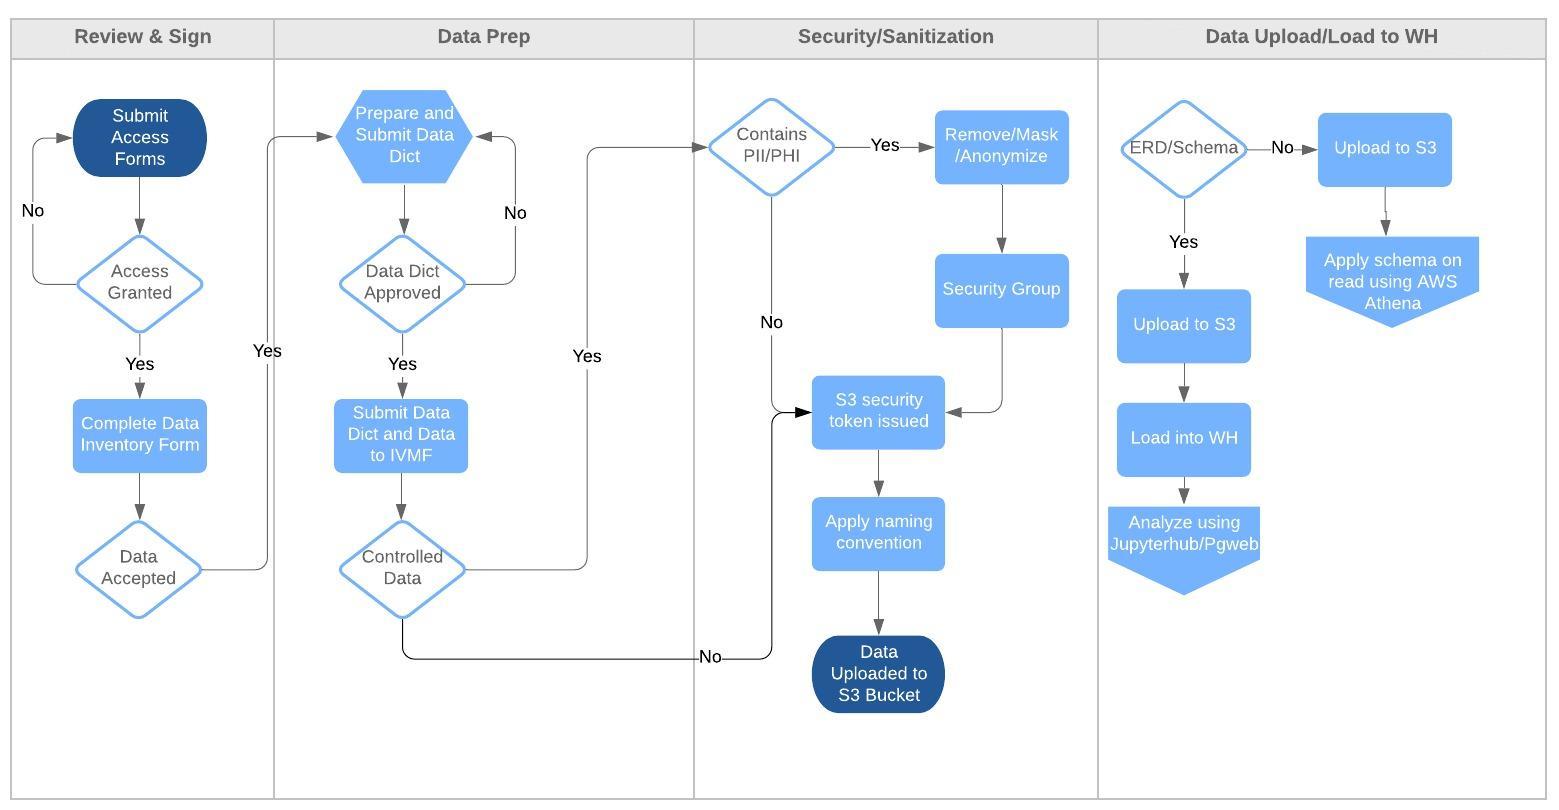 Review & Sign
Data Prep
Security/Sanitization
Data Upload/Load to WH
Submit
Access
Forms
No
Access
Granted
Yes
Complete Data
Inventory Form
Data
Accepted
Yes
Prepare and
Submit Data
Dict
No
Data Dict
Approved
Yes
Submit Data
Dict and Data
to IVMF
Controlled
Data
Yes
No
Contains
PII/PHI
Yes
Remove/Mask
/Anonymize
Security Group
No
S3 security
token issued
Apply naming
convention
Data
Uploaded to
S3 Bucket
ERD/Schema
No
Upload to S3
Apply schema on
read using AWS
Athena
Yes
Upload to S3
Load into WH
Analyze using
Jupyterhub/Pgweb